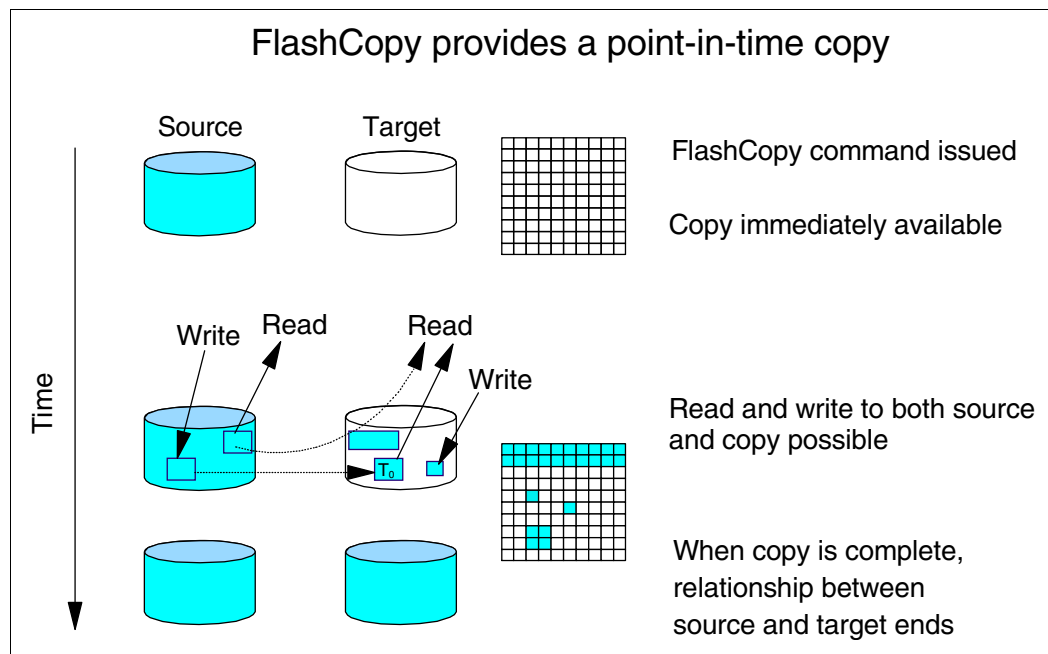 FlashCopy provides a point-in-time copy
Source
Target
FlashCopy command issued
Copy immediately available
Time
Write
Read
Read
Write
T0
Read and write to both source
and copy possible
When copy is complete,
relationship between
source and target ends